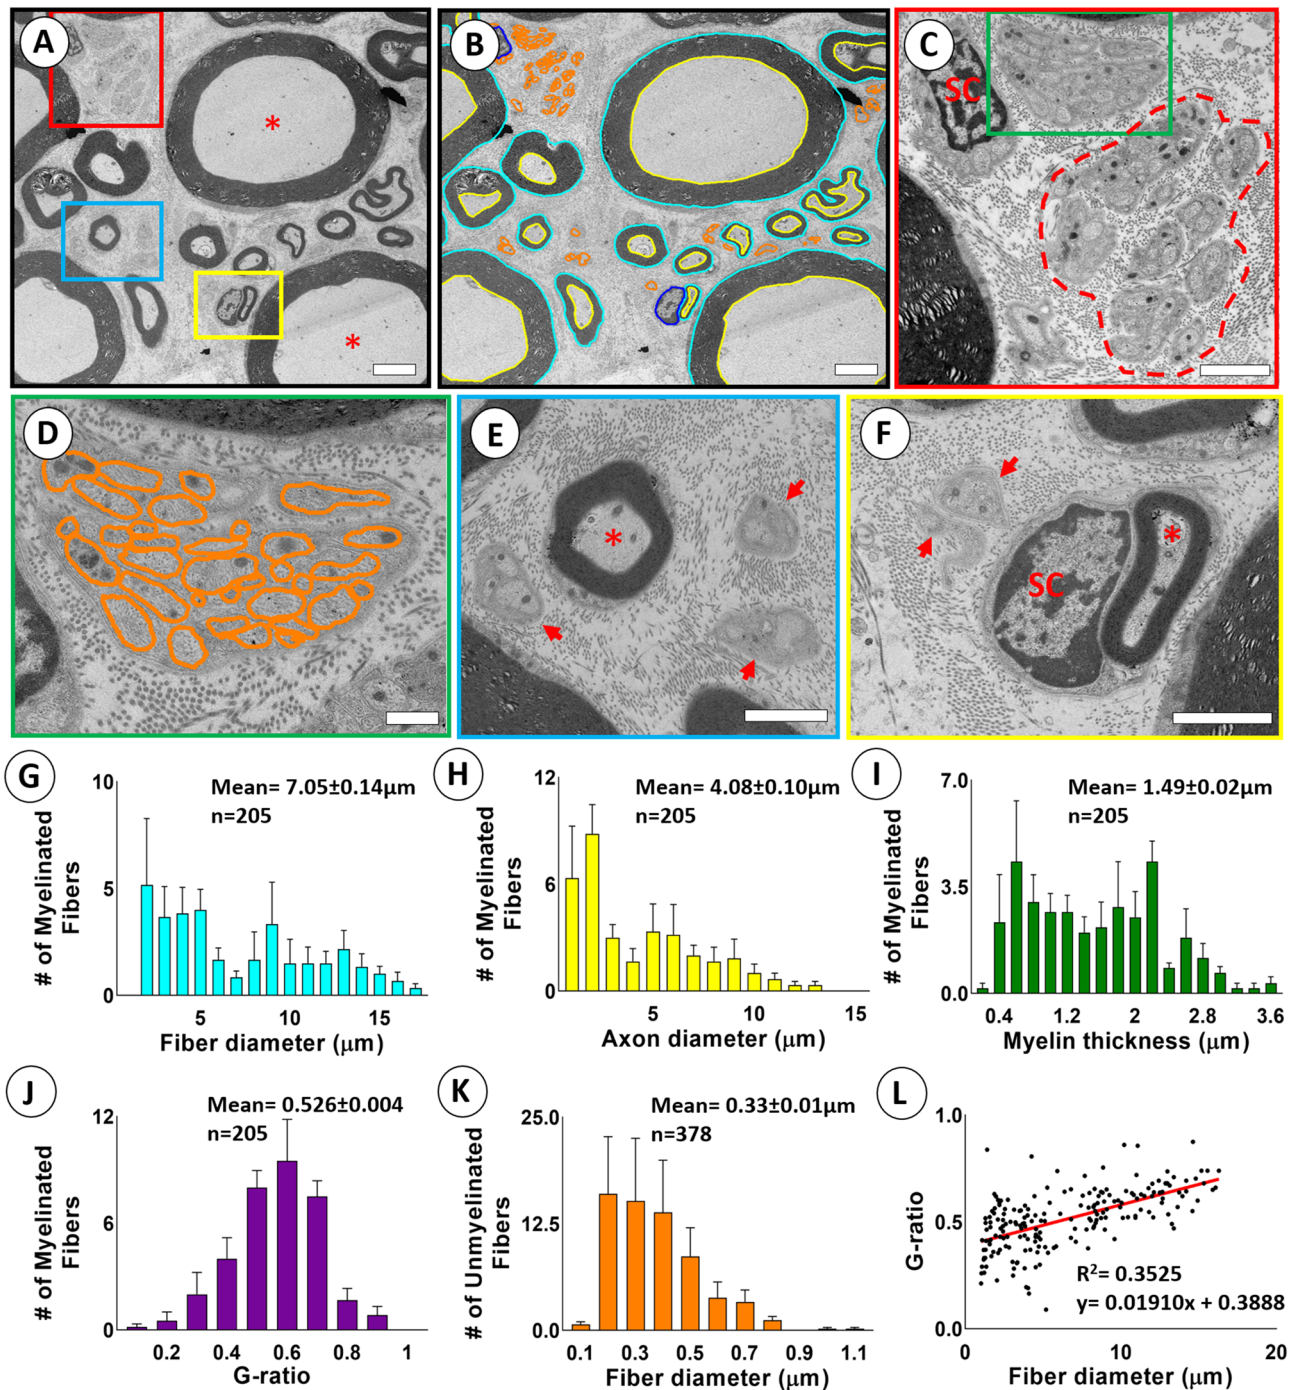 A
*
*
B
C
SC
D
E
*
F
SC
*
G
Mean= 7.05±0.14µm
n=205
# of Myelinated
Fibers
10
5
0
5
10
15
Fiber diameter (µm)
H
Mean= 4.08±0.10µm
n=205
# of Myelinated
Fibers
12
6
0
5
10
15
Axon diameter (µm)
I
Mean= 1.49±0.02µm
n=205
# of Myelinated
Fibers
7.0
3.5
0.0
0.4
1.2
2
2.8
3.6
Myelin thickness (µm)
J
Mean= 0.526±0.004
n=205
# of Myelinated
Fibers
12
6
0
0.2
0.4
0.6
0.8
1
G-ratio
K
Mean= 0.33±0.01µm
n=378
# of Unmyelinated
Fibers
25.0
12.5
0.0
0.1
0.3
0.5
0.7
0.9
1.1
Fiber diameter (µm)
L
G-ratio
1.0
0.5
0.0
R²= 0.3525
y= 0.01910x + 0.3888
0
10
20
Fiber diameter (µm)